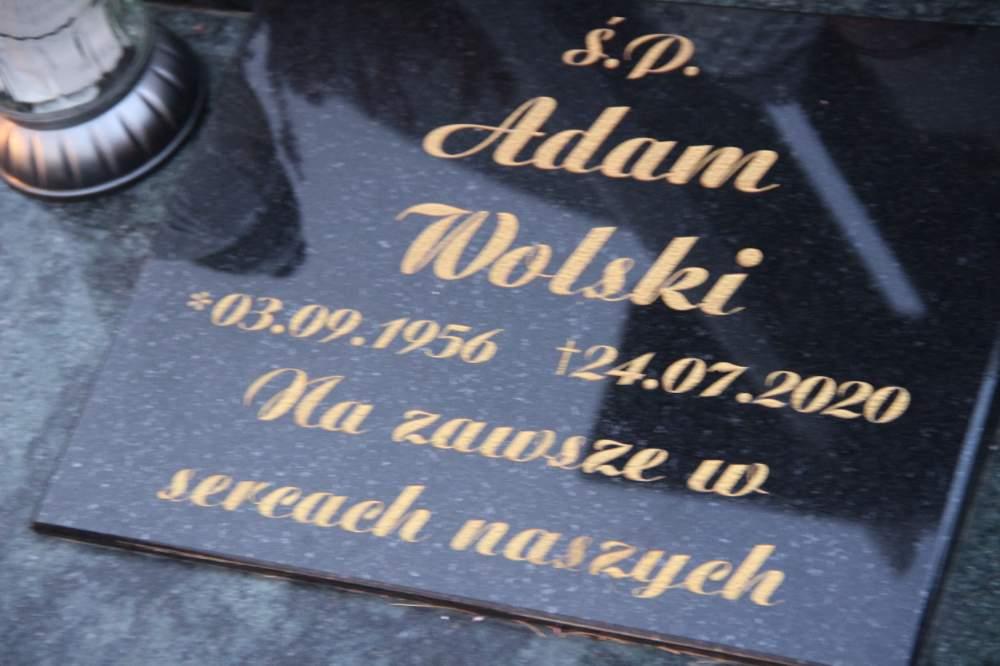 ś.p.
Adam
Wolski
*03.09.1956 †24.07.2020
Na zawsze w
sercach naszych